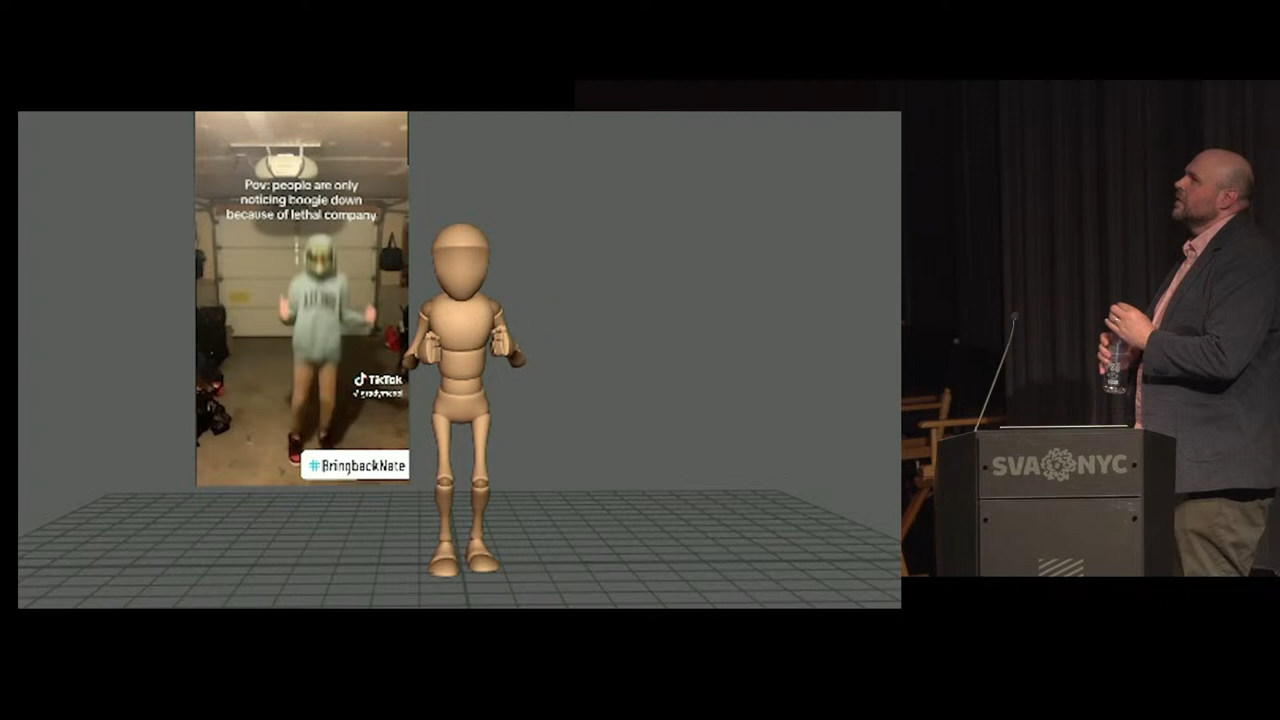 Pov: people are only
noticing boogie down
because of lethal company
TikTok
#BringbackNate
SVA NYC